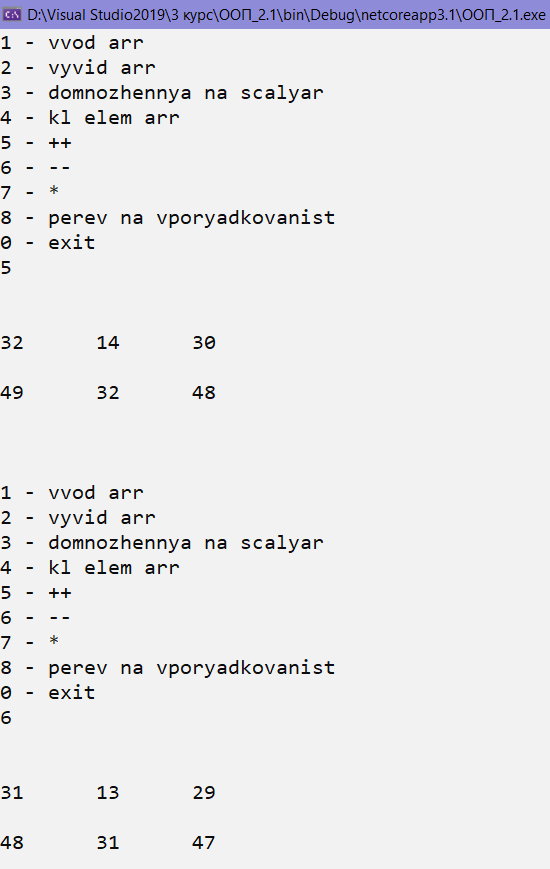 D:\Visual Studio2019\3 курс\ООП_2.1\bin\Debug\netcoreapp3.1\ООП_2.1.exe
1 - vvod arr
2 - vyvid arr
3 - domnozhennya na scalyar
4 - kl elem arr
5 - ++
6 - --
7 - *
8 - perev na vporyadkovanist
0 - exit
5
32 14 30
49 32 48
1 - vvod arr
2 - vyvid arr
3 - domnozhennya na scalyar
4 - kl elem arr
5 - ++
6 - --
7 - *
8 - perev na vporyadkovanist
0 - exit
6
31 13 29
48 31 47